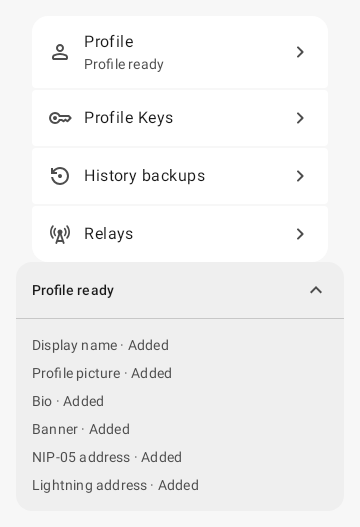 Profile
Profile ready
Profile Keys
History backups
Relays
Profile ready
Display name · Added
Profile picture · Added
Bio · Added
Banner · Added
NIP-05 address · Added
Lightning address · Added